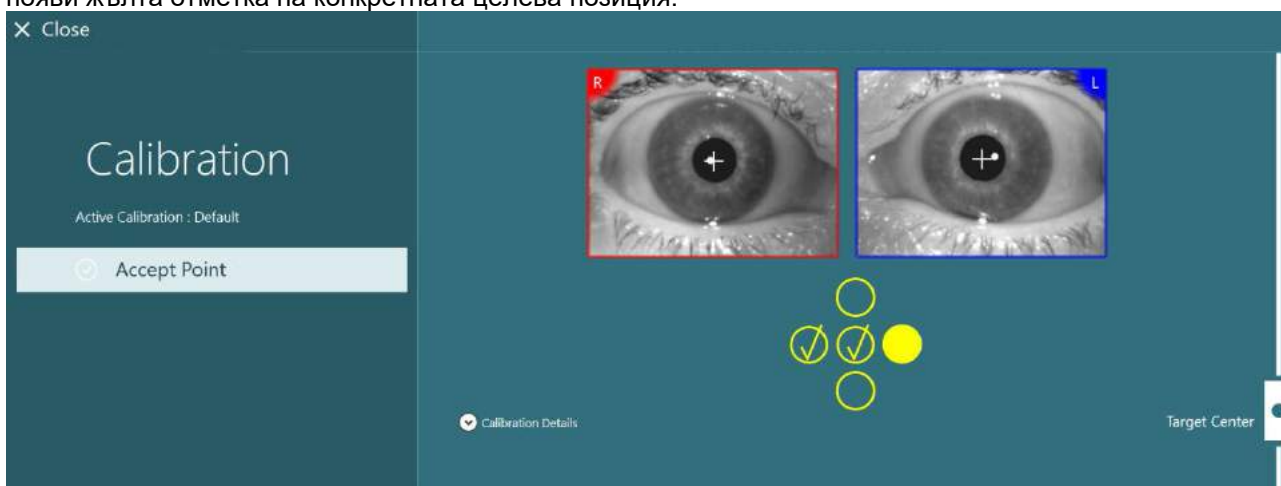 появи жълта отметка на конкретната целева позиция.
Close
R
L
Calibration
Active Calibration : Default
Accept Point
Calibration Details
Target Center